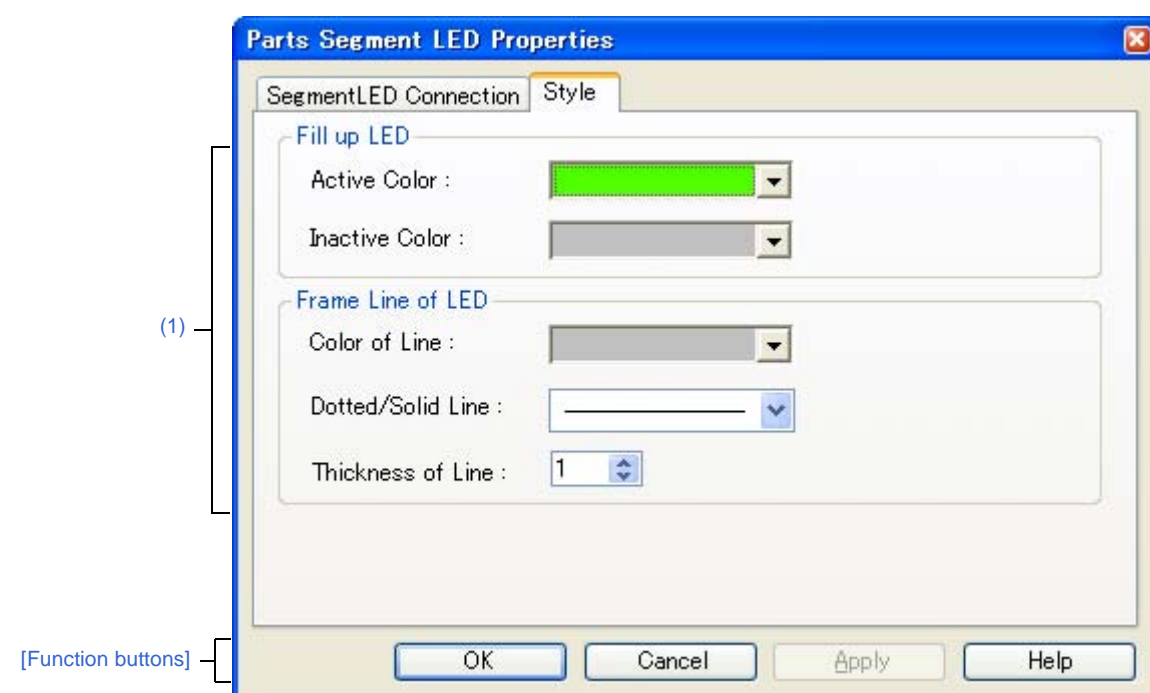 Parts Segment LED Properties
SegmentLED Connection Style
Fill up LED
Active Color :
Inactive Color :
Frame Line of LED
(1)
Color of Line :
Dotted/Solid Line :
Thickness of Line : 1
[Function buttons]
OK Cancel Apply Help